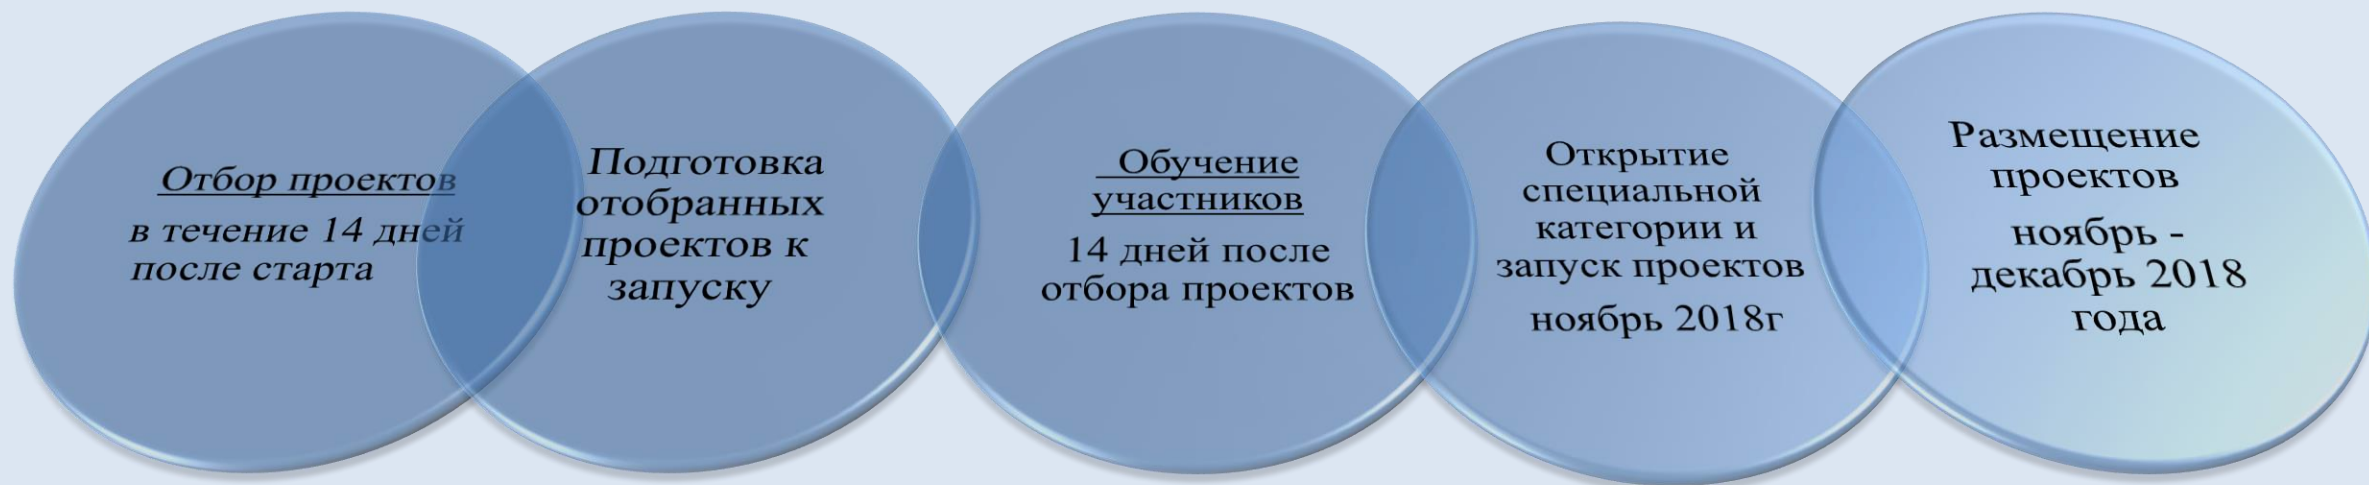 Отбор проектов
в течение 14 дней
после старта
Подготовка
отобранных
проектов к
запуску
Обучение
участников
14 дней после
отбора проектов
Открытие
специальной
категории и
запуск проектов
ноябрь 2018г
Размещение
проектов
ноябрь -
декабрь 2018
года